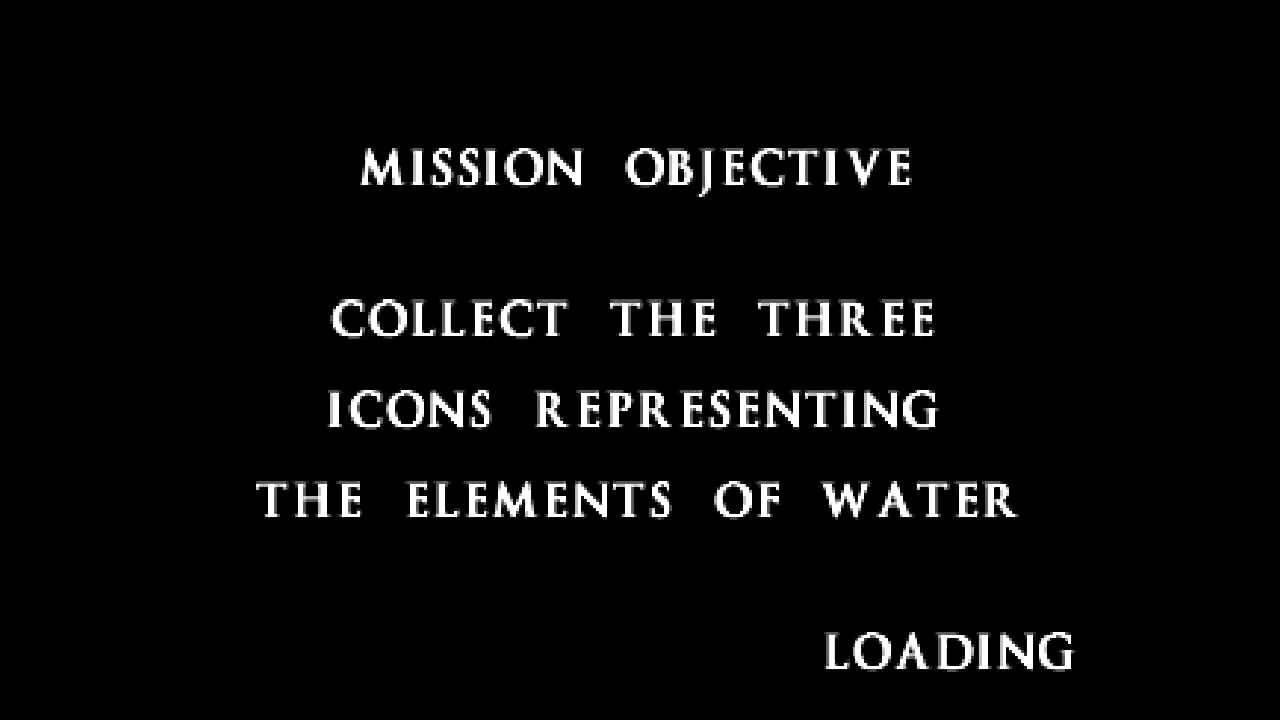 MISSION OBJECTIVE
COLLECT THE THREE
ICONS REPRESENTING
THE ELEMENTS OF WATER
LOADING